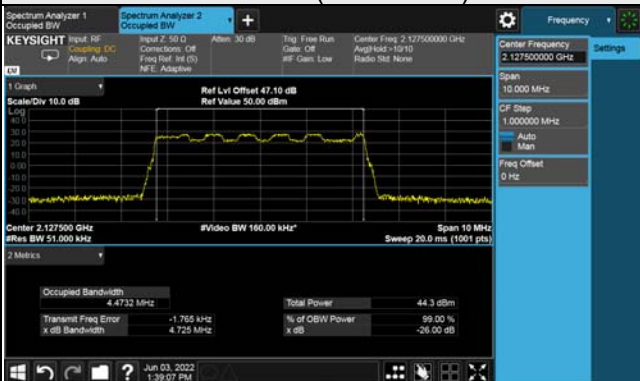 Spectrum Analyzer 1
Occupied BW
Spectrum Analyzer 2
Occupied BW
Frequency
KEYSIGHT
Input: RF
Coupling: DC
Align: Auto
Input Z: 50 Ω
Corrections: Off
Freq Ref: Int (S)
NFE: Adaptive
Atten: 30 dB
Trig: Free Run
Gate: Off
#IF Gain: Low
Center Freq: 2.127500000 GHz
Avg|Hold:>10/10
Radio Std: None
Center Frequency
2.127500000 GHz
Settings
Span
10.000 MHz
CF Step
1.000000 MHz
Auto
Man
Freq Offset
0 Hz
1 Graph
Scale/Div 10.0 dB
Ref Lvl Offset 47.10 dB
Ref Value 50.00 dBm
Log
40.0
30.0
20.0
10.0
0.00
-10.0
-20.0
-30.0
-40.0
Center 2.127500 GHz
#Res BW 51.000 kHz
#Video BW 160.00 kHz*
Span 10 MHz
Sweep 20.0 ms (1001 pts)
2 Metrics
Occupied Bandwidth
4.4732 MHz
Total Power
44.3 dBm
Transmit Freq Error
-1.765 kHz
% of OBW Power
99.00 %
x dB Bandwidth
4.725 MHz
x dB
-26.00 dB
?
Jun 03, 2022
1:39:07 PM